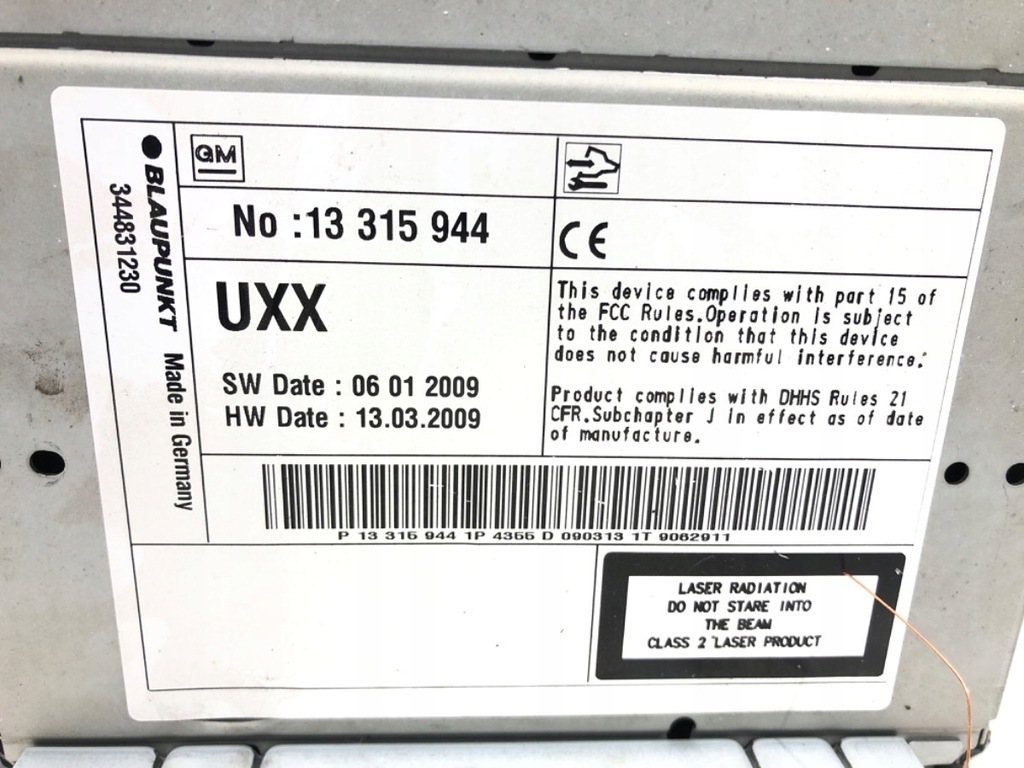 BLAUPUNKT Made in Germany
344831230
GM
No :13 315 944
UXX
SW Date : 06 01 2009
HW Date : 13.03.2009
CE
This device complies with part 15 of
the FCC Rules.Operation is subject
to the condition that this device
does not cause harmful interference.
Product complies with DHHS Rules 21
CFR.Subchapter J in effect as of date
of manufacture.
P 13 315 944 1P 4355 D 090313 1T 9062911
LASER RADIATION
DO NOT STARE INTO
THE BEAM
CLASS 2 LASER PRODUCT